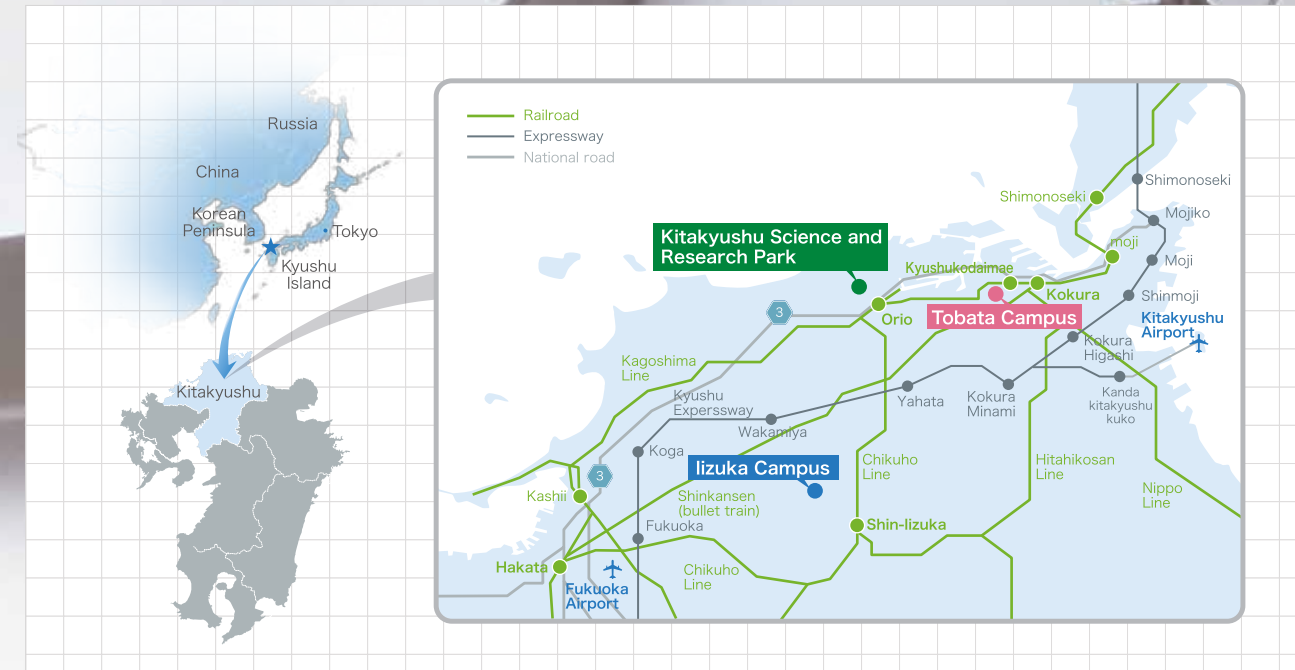 Russia
China
Korean
Peninsula
Tokyo
Kyushu
Island
Kitakyushu
Railroad
Expressway
National road
Shimonoseki
Shimonoseki
Mojiko
moji
Moji
Kitakyushu Science and
Research Park
Kyushukodaimae
Kokura
Shinmoji
3
Orio
Tobata Campus
Kitakyushu
Airport
Kokura
Higashi
Kagoshima
Line
Kyushu
Experssway
Yahata
Kokura
Minami
Kanda
kitakyushu
kuko
Wakamiya
Koga
Iizuka Campus
Chikuho
Line
Hitahikosan
Line
3
Kashii
Shinkansen
(bullet train)
Nippo
Line
Fukuoka
Shin-Iizuka
Hakata
Chikuho
Line
Fukuoka
Airport